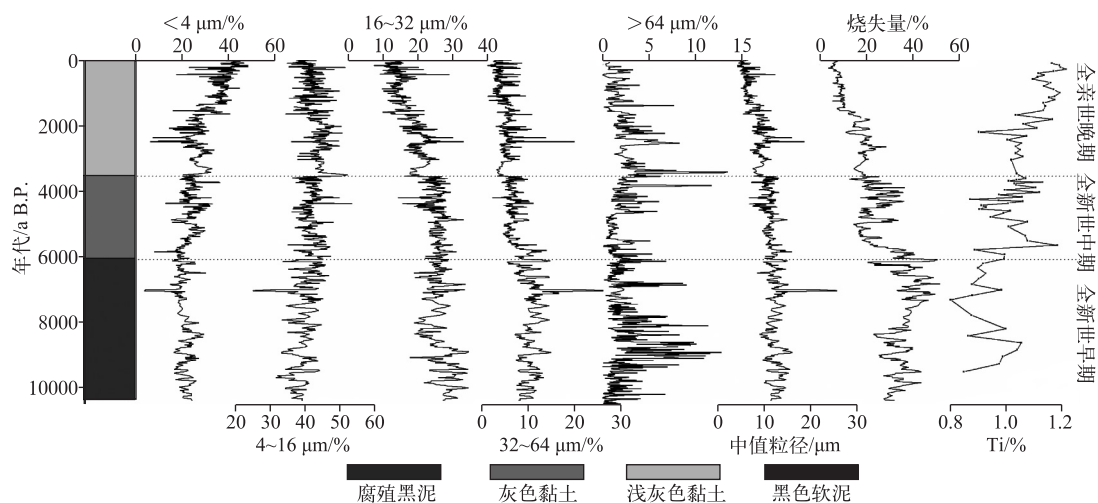 <4 μm/% 16~32 μm/% >64 μm/% 烧失量/%
0 20 40 60 0 10 20 30 40 0 5 10 15 0 20 40 60
0
2000
4000
6000
8000
10000
年代/a B.P.
全新世晚期
全新世中期
全新世早期
20 30 40 50 60 0 10 20 30 0 10 20 30 0.8 1.0 1.2
4~16 μm/% 32~64 μm/% 中值粒径/μm Ti/%
腐殖黑泥 灰色黏土 浅灰色黏土 黑色软泥